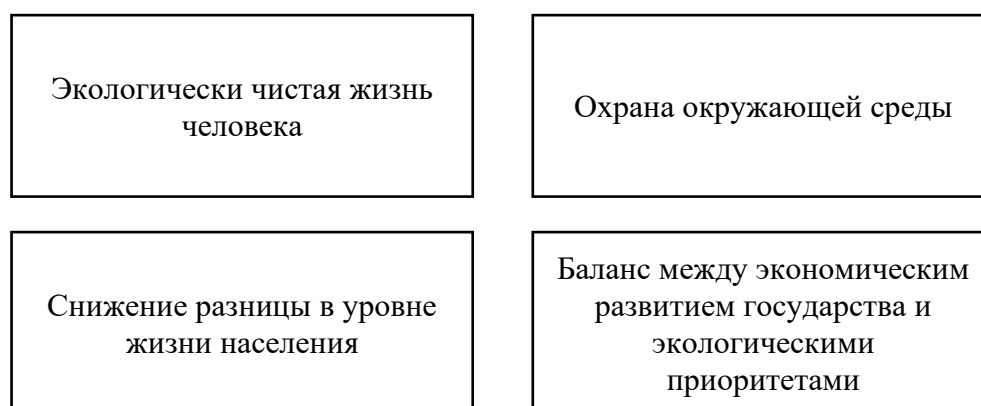 Экологически чистая жизнь
человека
Охрана окружающей среды
Снижение разницы в уровне
жизни населения
Баланс между экономическим
развитием государства и
экологическими
приоритетами